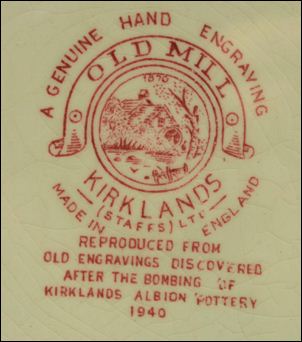 A GENUINE HAND ENGRAVING
OLD MILL
1890
KIRKLANDS
(STAFFS) LTD
MADE IN ENGLAND
REPRODUCED FROM
OLD ENGRAVINGS DISCOVERED
AFTER THE BOMBING OF
KIRKLANDS ALBION POTTERY
1940